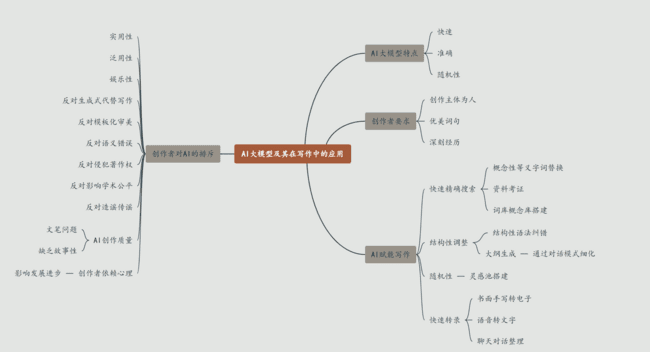 AI大模型及其在写作中的应用
AI大模型特点
快速
准确
随机性
创作者要求
创作主体为人
优美词句
深刻经历
AI赋能写作
快速精确搜索
概念性等义字词替换
资料考证
词库概念库搭建
结构性调整
结构性语法纠错
大纲生成
通过对话模式细化
随机性
灵感池搭建
快速转录
书面手写转电子
语音转文字
聊天对话整理
创作者对AI的排斥
实用性
泛用性
娱乐性
反对生成式代替写作
反对模板化审美
反对语义错误
反对侵犯著作权
反对影响学术公平
反对造谣传谣
AI创作质量
文笔问题
缺乏故事性
创作者依赖心理
影响发展进步